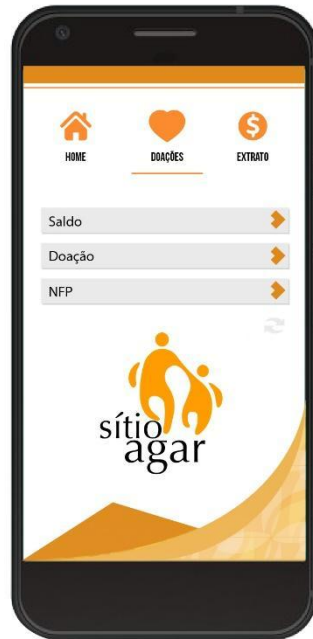 HOME
DOAÇÕES
EXTRATO
Saldo
Doação
NFP
sítio
agar